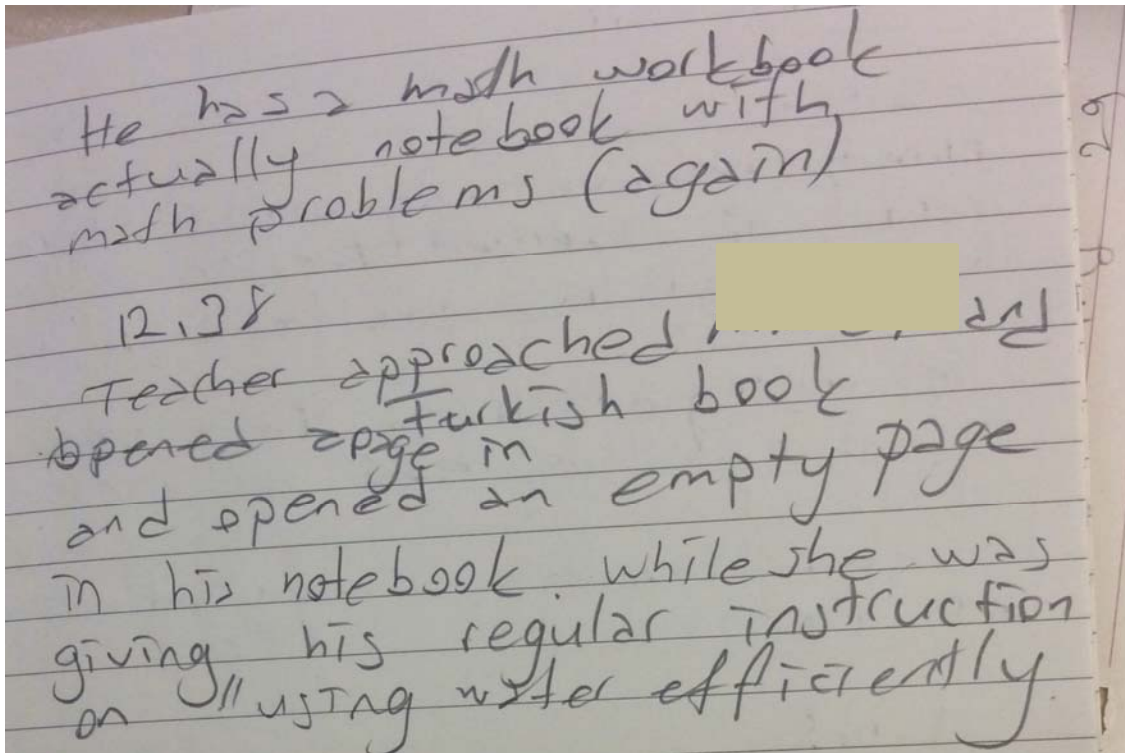 He has a math workbook
actually notebook with
math problems (again)
12.38
Teacher approached and
opened a page in turkish book
and opened an empty page
in his notebook. while she was
giving his regular instruction
on "using water efficiently.